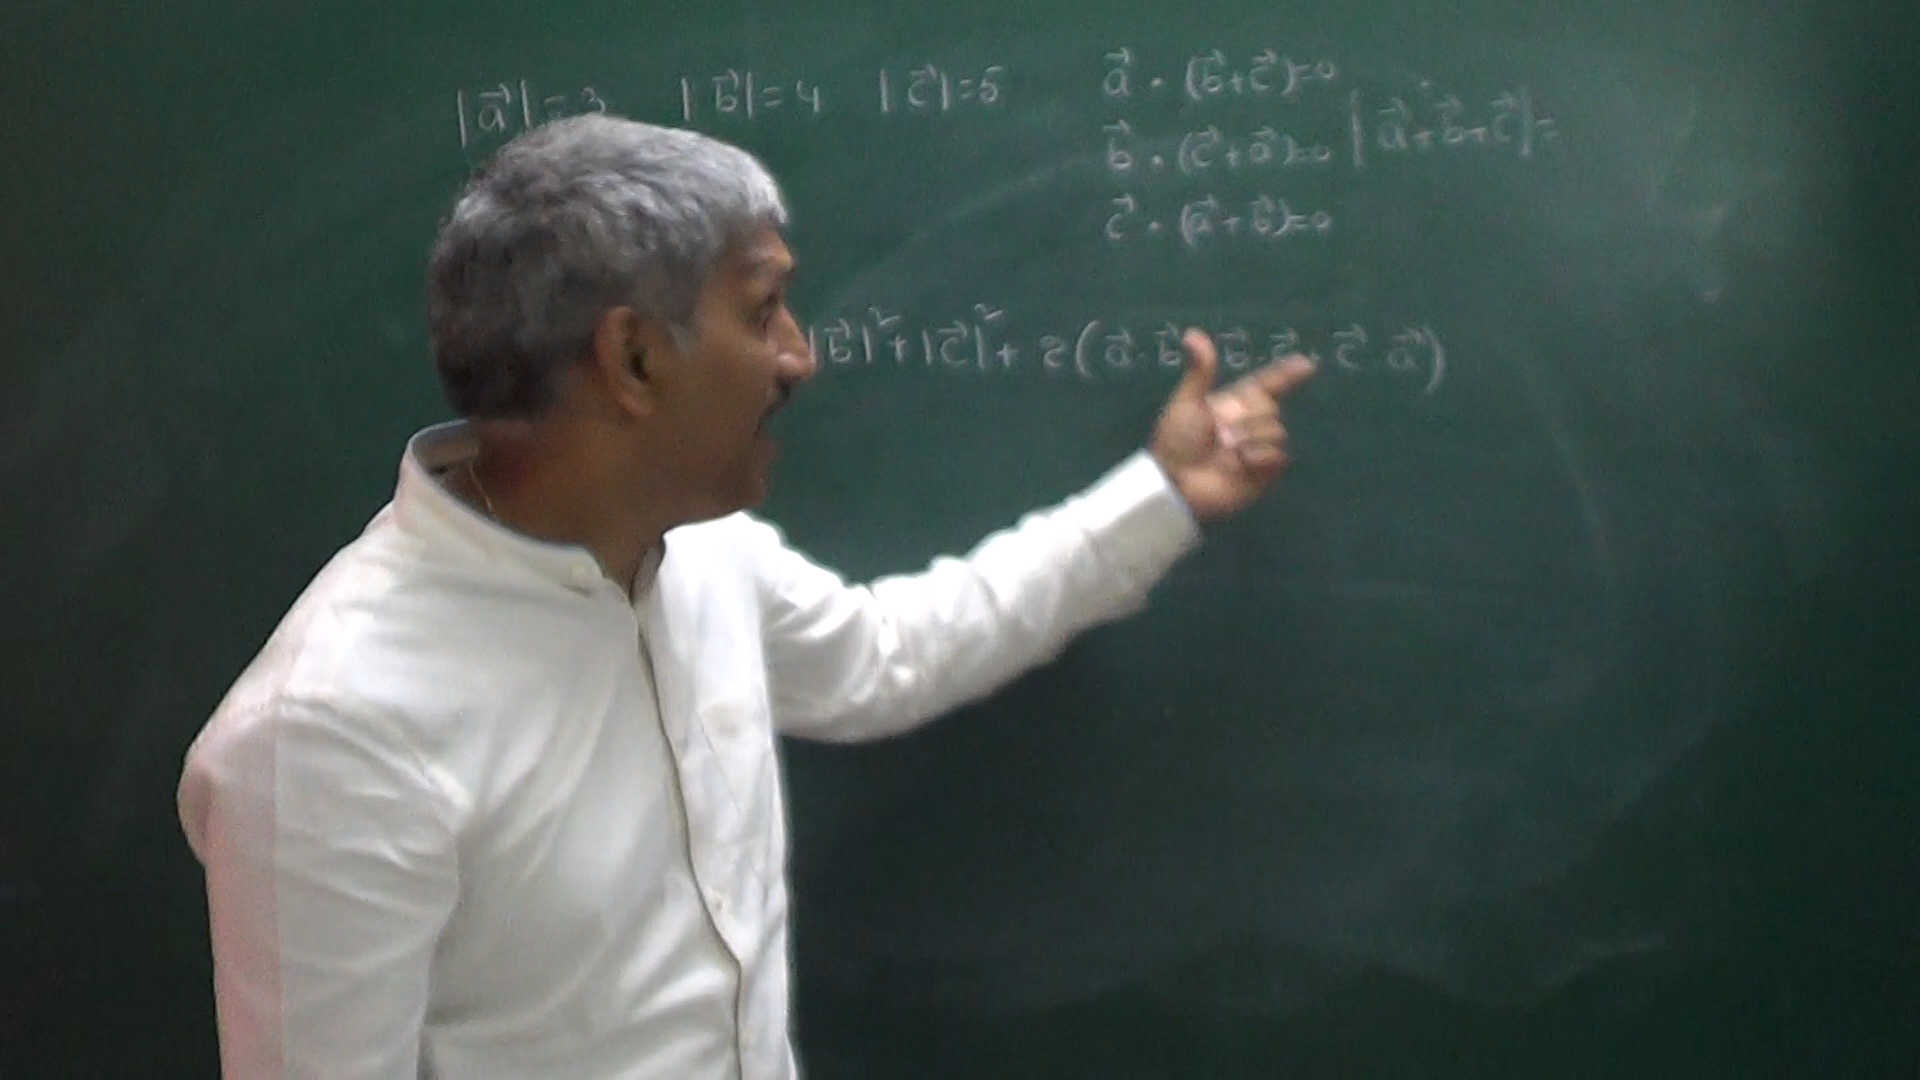 |a⃗|=3 |b⃗|=4 |c⃗|=5
a⃗ · (b⃗+c⃗)=0
b⃗ · (c⃗+a⃗)=0
c⃗ · (a⃗+b⃗)=0
|a⃗+b⃗+c⃗|=
|b⃗|²+|c⃗|²+ 2(a⃗.b⃗ b⃗.c⃗+c⃗.a⃗)